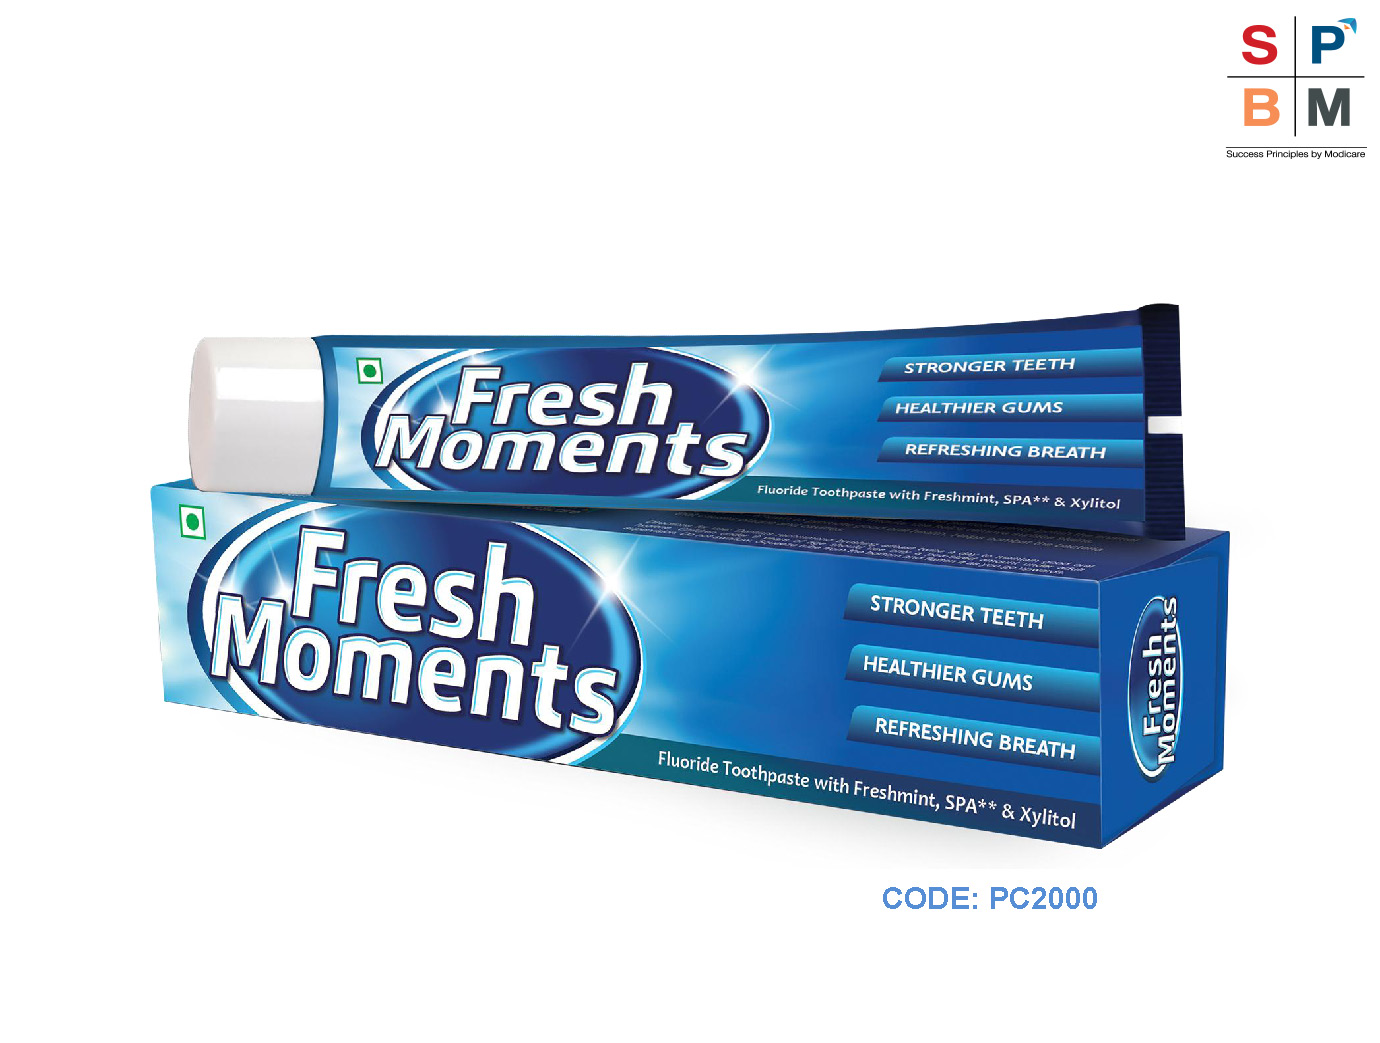 S P
B M
Success Principles by Modicare
Fresh
Moments
STRONGER TEETH
HEALTHIER GUMS
REFRESHING BREATH
Fluoride Toothpaste with Freshmint, SPA** & Xylitol
Fresh
Moments
STRONGER TEETH
HEALTHIER GUMS
REFRESHING BREATH
Fluoride Toothpaste with Freshmint, SPA** & Xylitol
Fresh
Moments
CODE: PC2000